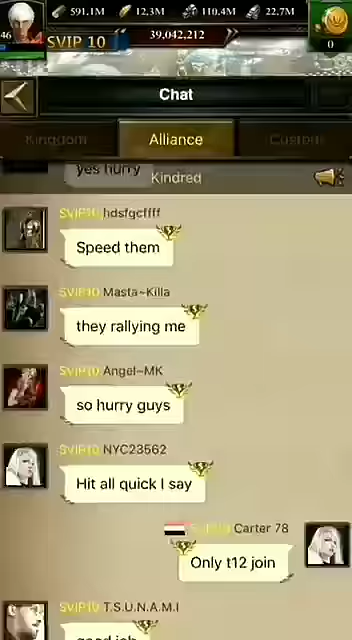 591.1M 12.3M 110.4M 22.7M
46 SVIP 10 39,042,212 0
Chat
Kingdom Alliance Custom
yes hurry
Kindred
SVIP10 hdsfgcffff
Speed them
SVIP10 Masta~Killa
they rallying me
SVIP10 Angel~MK
so hurry guys
SVIP10 NYC23562
Hit all quick I say
Carter 78
Only t12 join
SVIP10 T.S.U.N.A.M.I
good job